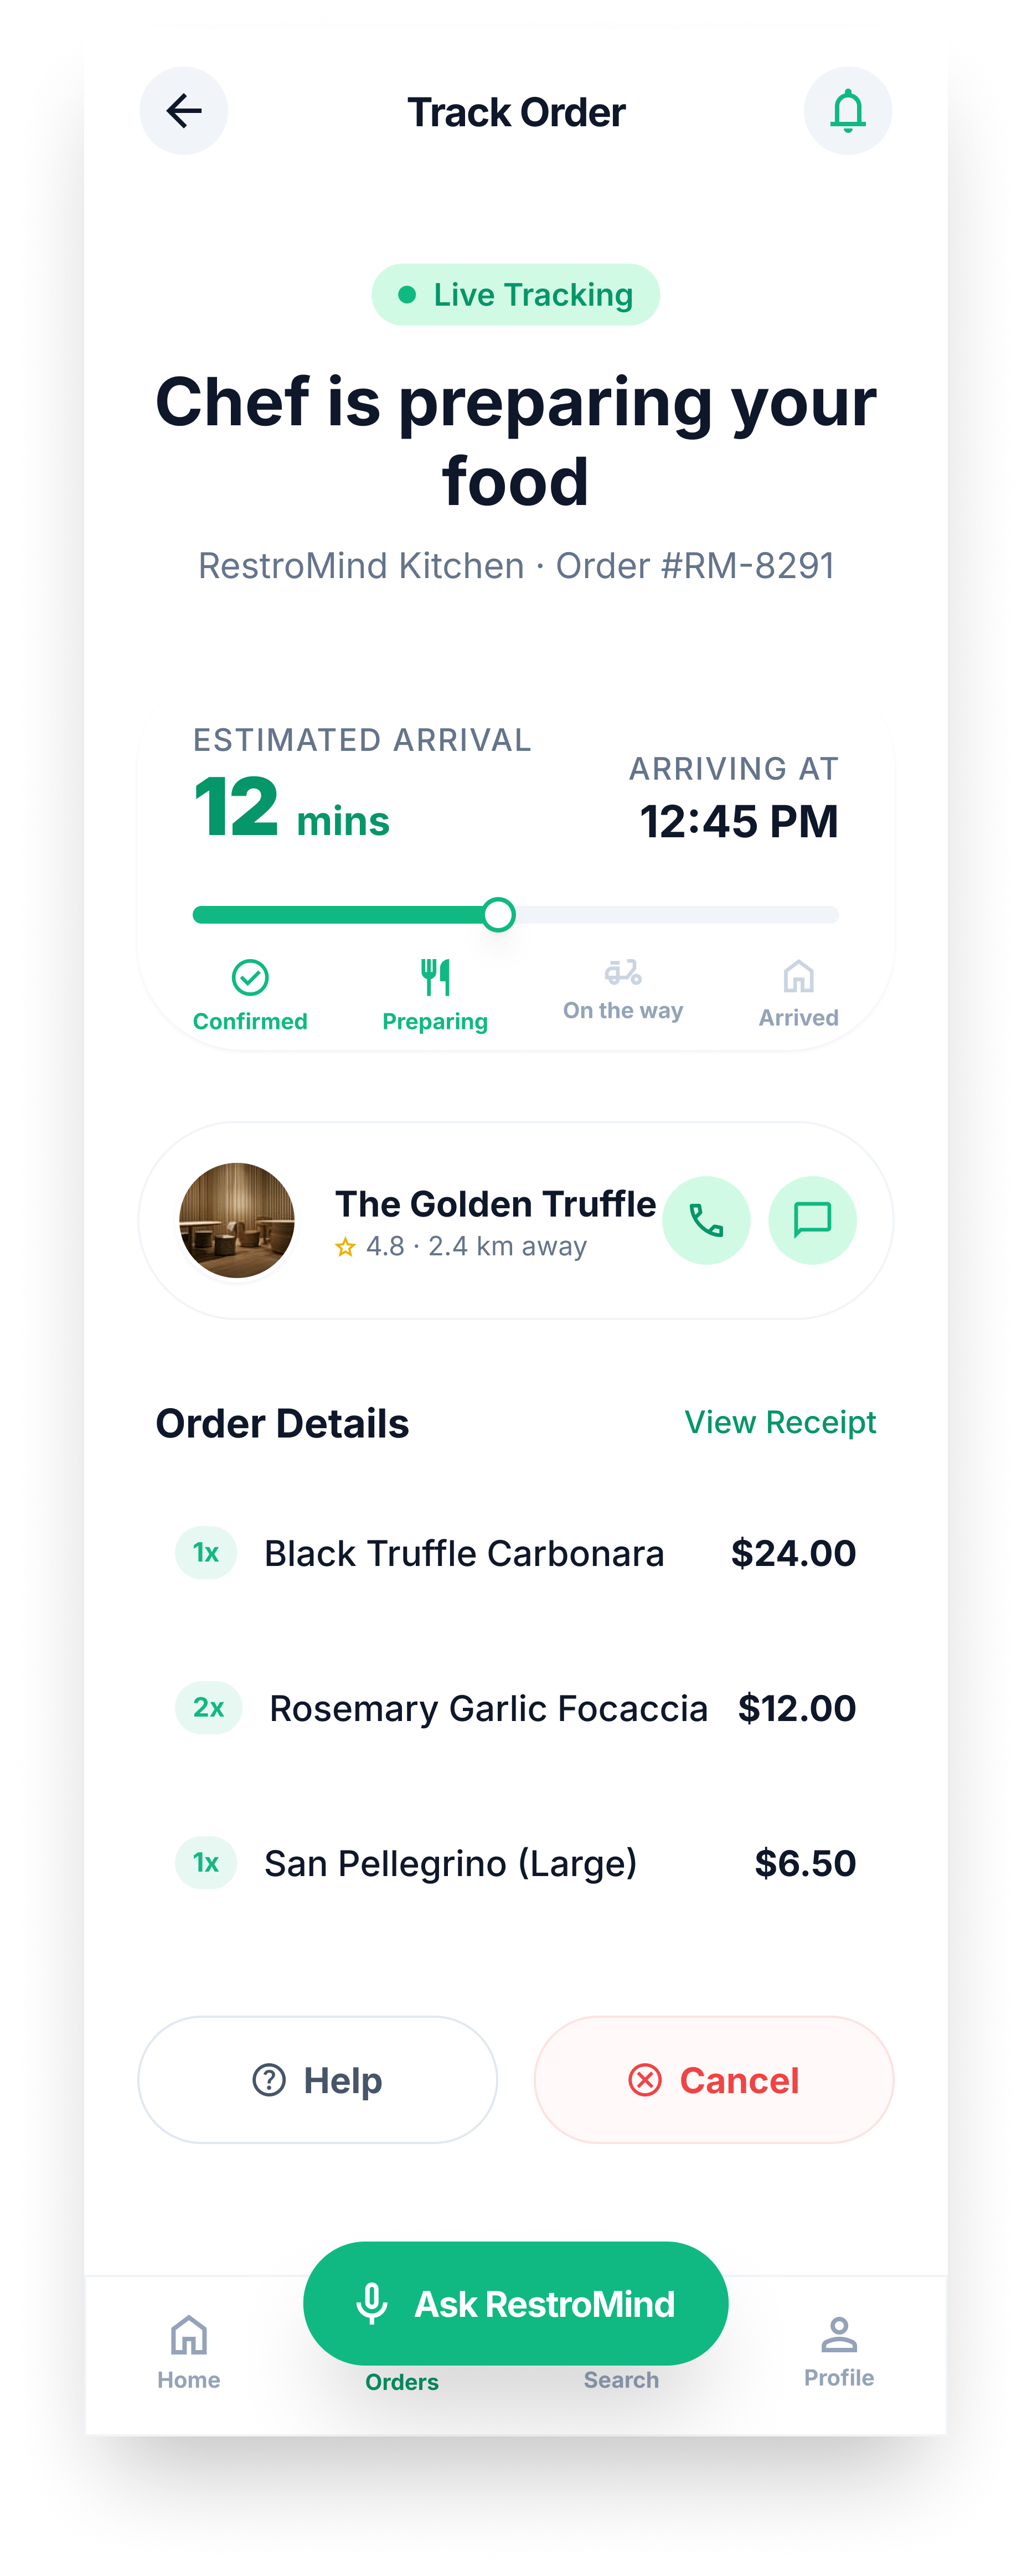 Track Order
Live Tracking
Chef is preparing your
food
RestroMind Kitchen · Order #RM-8291
ESTIMATED ARRIVAL
12 mins
ARRIVING AT
12:45 PM
Confirmed
Preparing
On the way
Arrived
The Golden Truffle
4.8 · 2.4 km away
Order Details
View Receipt
1x Black Truffle Carbonara $24.00
2x Rosemary Garlic Focaccia $12.00
1x San Pellegrino (Large) $6.50
Help
Cancel
Ask RestroMind
Home
Orders
Search
Profile